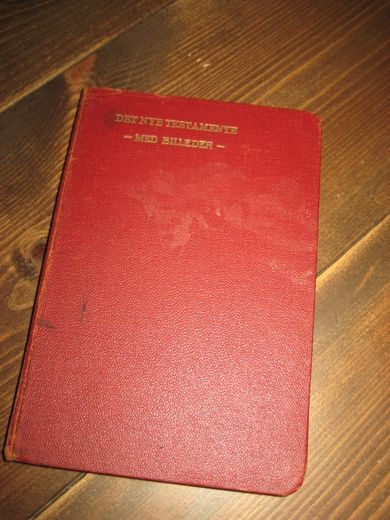 DET NYE TESTAMENTE
— MED BILLEDER —